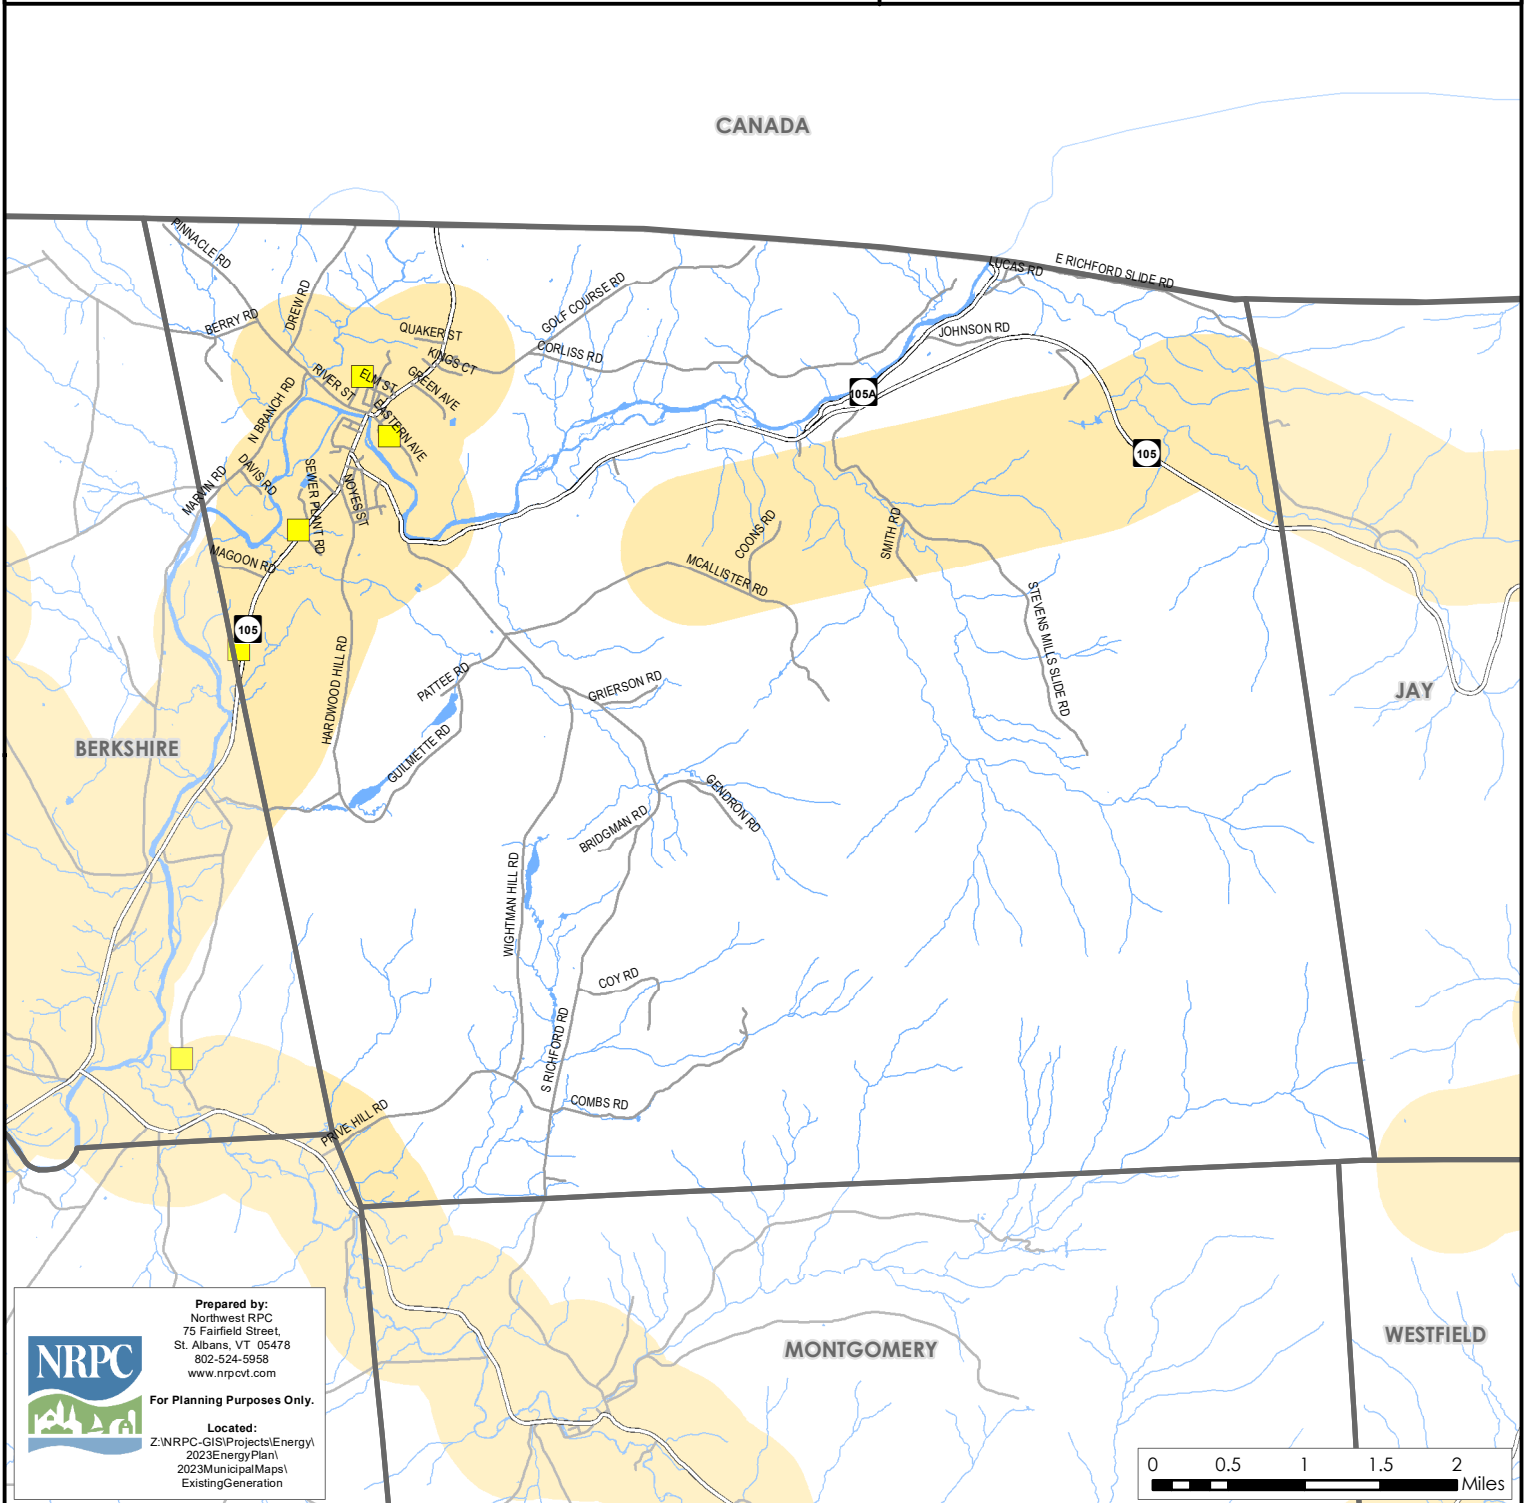 CANADA
PINNACLE RD
LUCAS RD
E RICHFORD SLIDE RD
DREW RD
BERRY RD
GOLF COURSE RD
QUAKER ST
JOHNSON RD
KINGS CT
CORLISS RD
RIVER ST
ELM ST
GREEN AVE
105A
N BRANCH RD
EASTERN AVE
105
DAVIS RD
SEWER PLANT RD
NOYES ST
MARVIN RD
COONS RD
SMITH RD
MAGOON RD
MCALLISTER RD
STEVENS MILLS SLIDE RD
105
HARDWOOD HILL RD
PATTEE RD
GRIERSON RD
JAY
BERKSHIRE
GUILMETTE RD
GENDRON RD
BRIDGMAN RD
WIGHTMAN HILL RD
COY RD
S RICHFORD RD
COMBS RD
PRIVE HILL RD
MONTGOMERY
WESTFIELD
NRPC
Prepared by:
Northwest RPC
75 Fairfield Street,
St. Albans, VT 05478
802-524-5958
www.nrpcvt.com
For Planning Purposes Only.
Located:
Z:\NRPC-GIS\Projects\Energy\
2023EnergyPlan\
2023MunicipalMaps\
ExistingGeneration
0 0.5 1 1.5 2
Miles